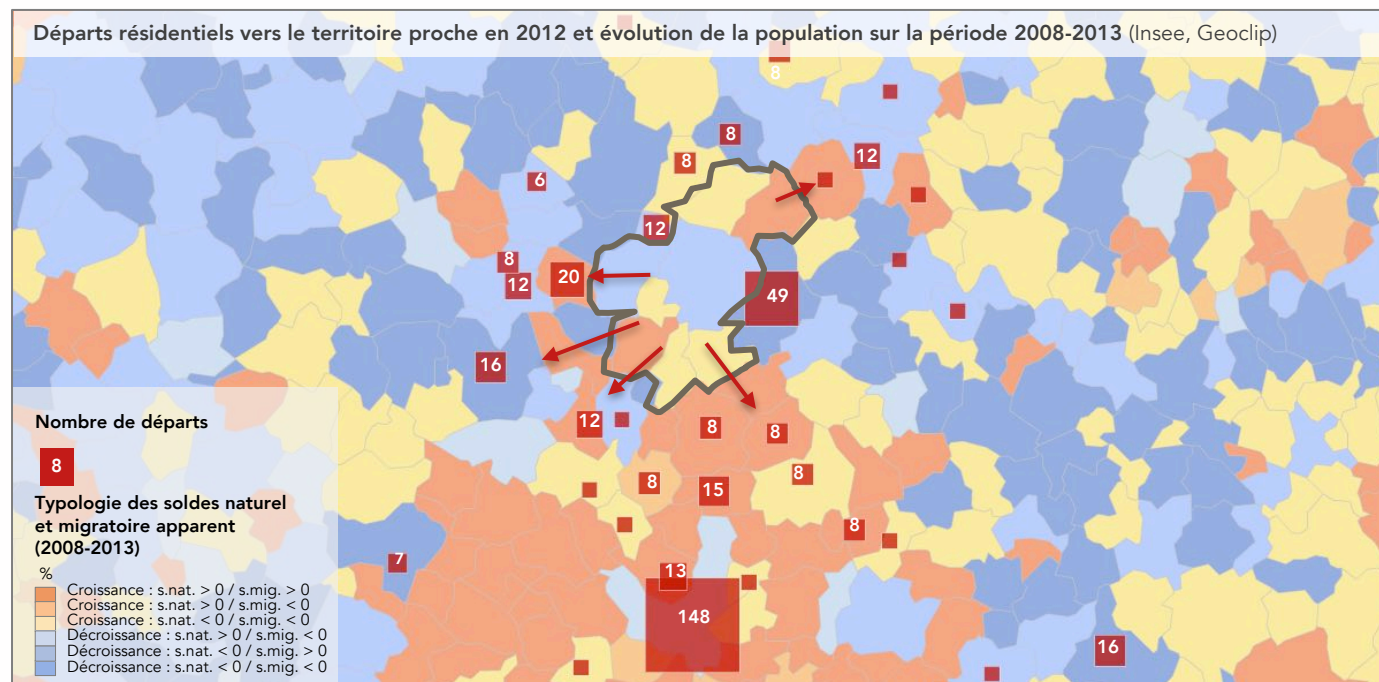 Départs résidentiels vers le territoire proche en 2012 et évolution de la population sur la période 2008-2013 (Insee, Geoclip)
8
8
12
8
6
12
8
20
12
49
16
12
8
8
8
8
15
8
7
13
148
16
Nombre de départs
8
Typologie des soldes naturel
et migratoire apparent
(2008-2013)
%
Croissance : s.nat. > 0 / s.mig. > 0
Croissance : s.nat. > 0 / s.mig. < 0
Croissance : s.nat. < 0 / s.mig. > 0
Décroissance : s.nat. > 0 / s.mig. < 0
Décroissance : s.nat. < 0 / s.mig. > 0
Décroissance : s.nat. < 0 / s.mig. < 0